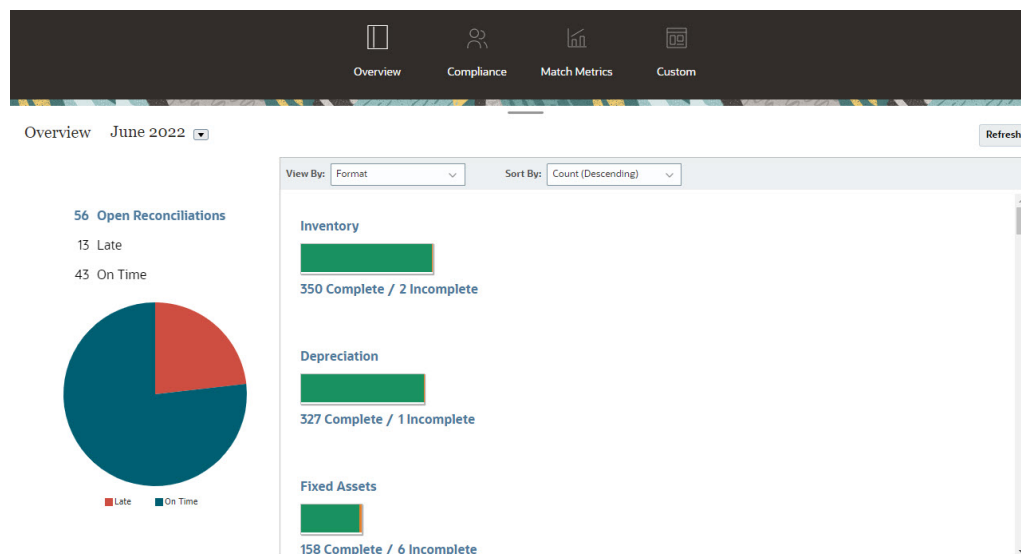 Overview Compliance Match Metrics Custom
Overview June 2022
Refresh
View By: Format Sort By: Count (Descending)
56 Open Reconciliations
13 Late
43 On Time
Late On Time
Inventory
350 Complete / 2 Incomplete
Depreciation
327 Complete / 1 Incomplete
Fixed Assets
158 Complete / 6 Incomplete